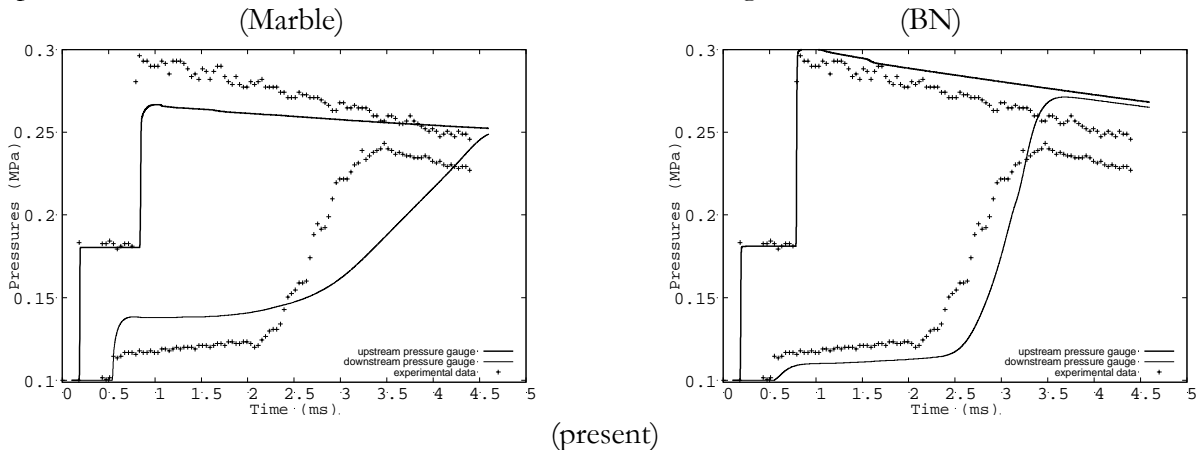 (Marble)
(BN)
0.3
0.25
0.2
0.15
0.1
Pressures (MPa)
0 0.5 1 1.5 2 2.5 3 3.5 4 4.5 5
Time (ms)
upstream pressure gauge
downstream pressure gauge
experimental data
0.3
0.25
0.2
0.15
0.1
Pressures (MPa)
0 0.5 1 1.5 2 2.5 3 3.5 4 4.5 5
Time (ms)
upstream pressure gauge
downstream pressure gauge
experimental data
(present)